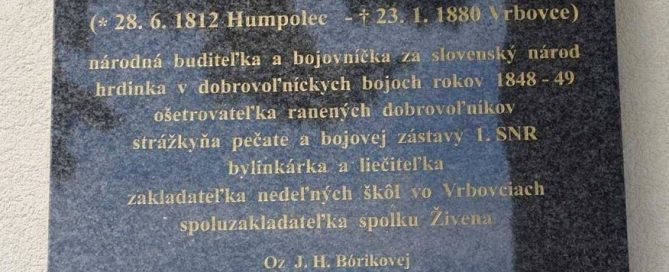 (* 28. 6. 1812 Humpolec - † 23. 1. 1880 Vrbovce)
národná buditeľka a bojovníčka za slovenský národ
hrdinka v dobrovoľníckych bojoch rokov 1848 - 49
ošetrovateľka ranených dobrovoľníkov
strážkyňa pečate a bojovej zástavy 1. SNR
bylinkárka a liečiteľka
zakladateľka nedeľných škôl vo Vrbovciach
spoluzakladateľka spolku Živena
Oz J. H. Bórikovej